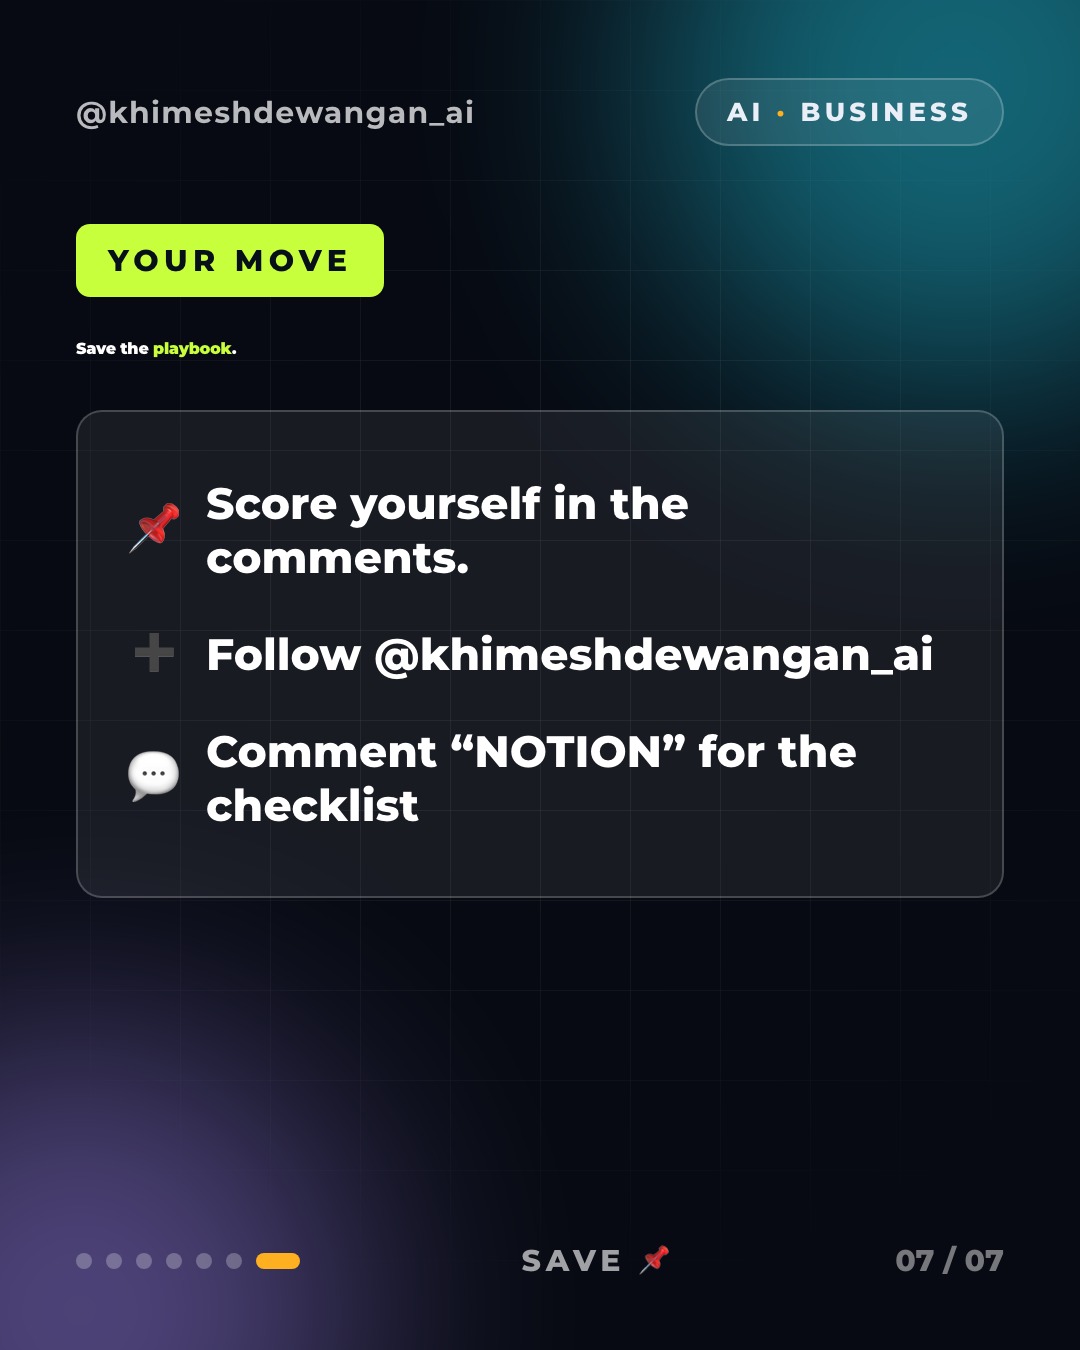 @khimeshdewangan_ai
AI · BUSINESS
YOUR MOVE
Save the playbook.
📌 Score yourself in the
comments.
➕ Follow @khimeshdewangan_ai
💬 Comment “NOTION” for the
checklist
SAVE 📌
07 / 07